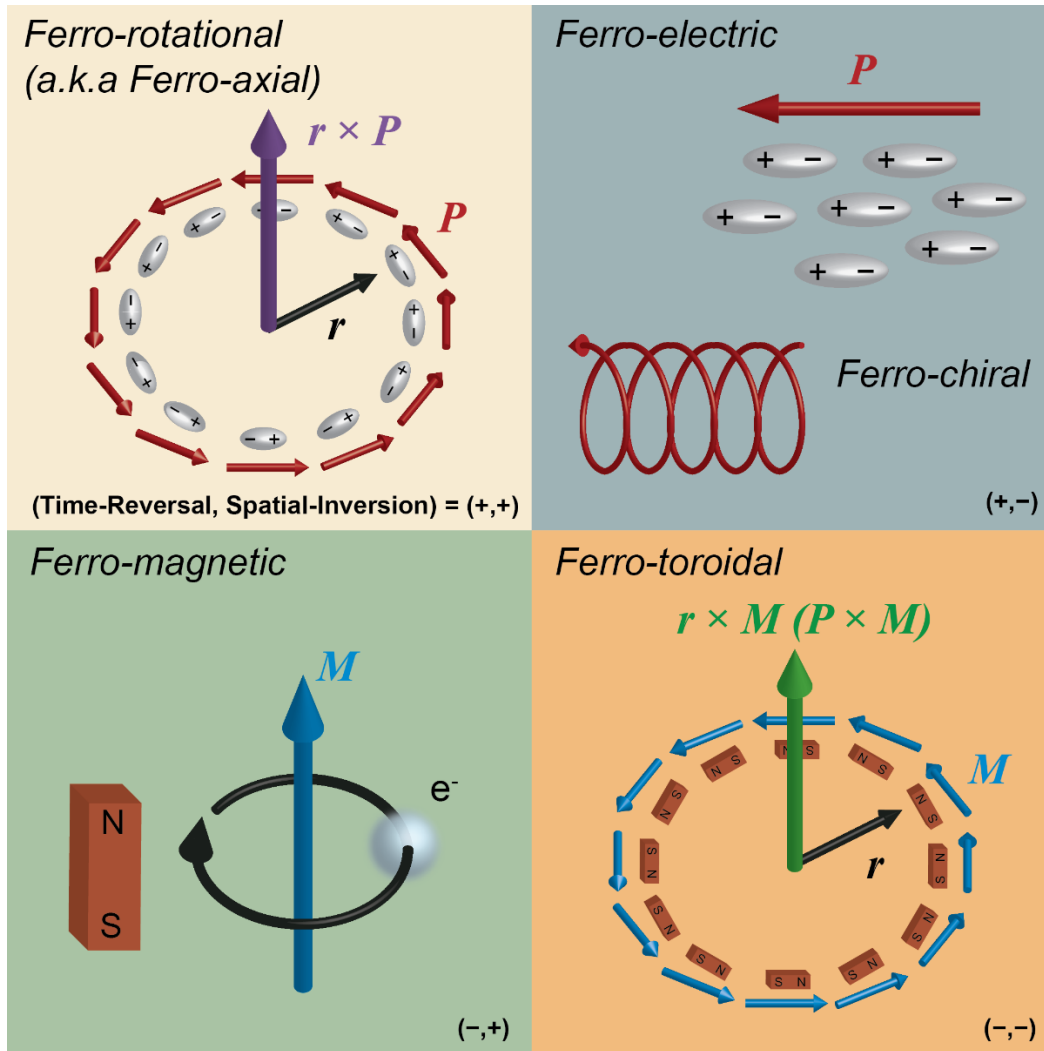 Ferro-rotational
(a.k.a Ferro-axial)
r × P
P
r
(Time-Reversal, Spatial-Inversion) = (+,+)
Ferro-electric
P
+ − + −
+ − + − + −
+ − + −
Ferro-chiral
(+,−)
Ferro-magnetic
M
e-
N
S
(−,+)
Ferro-toroidal
r × M (P × M)
M
r
N S
(−,−)